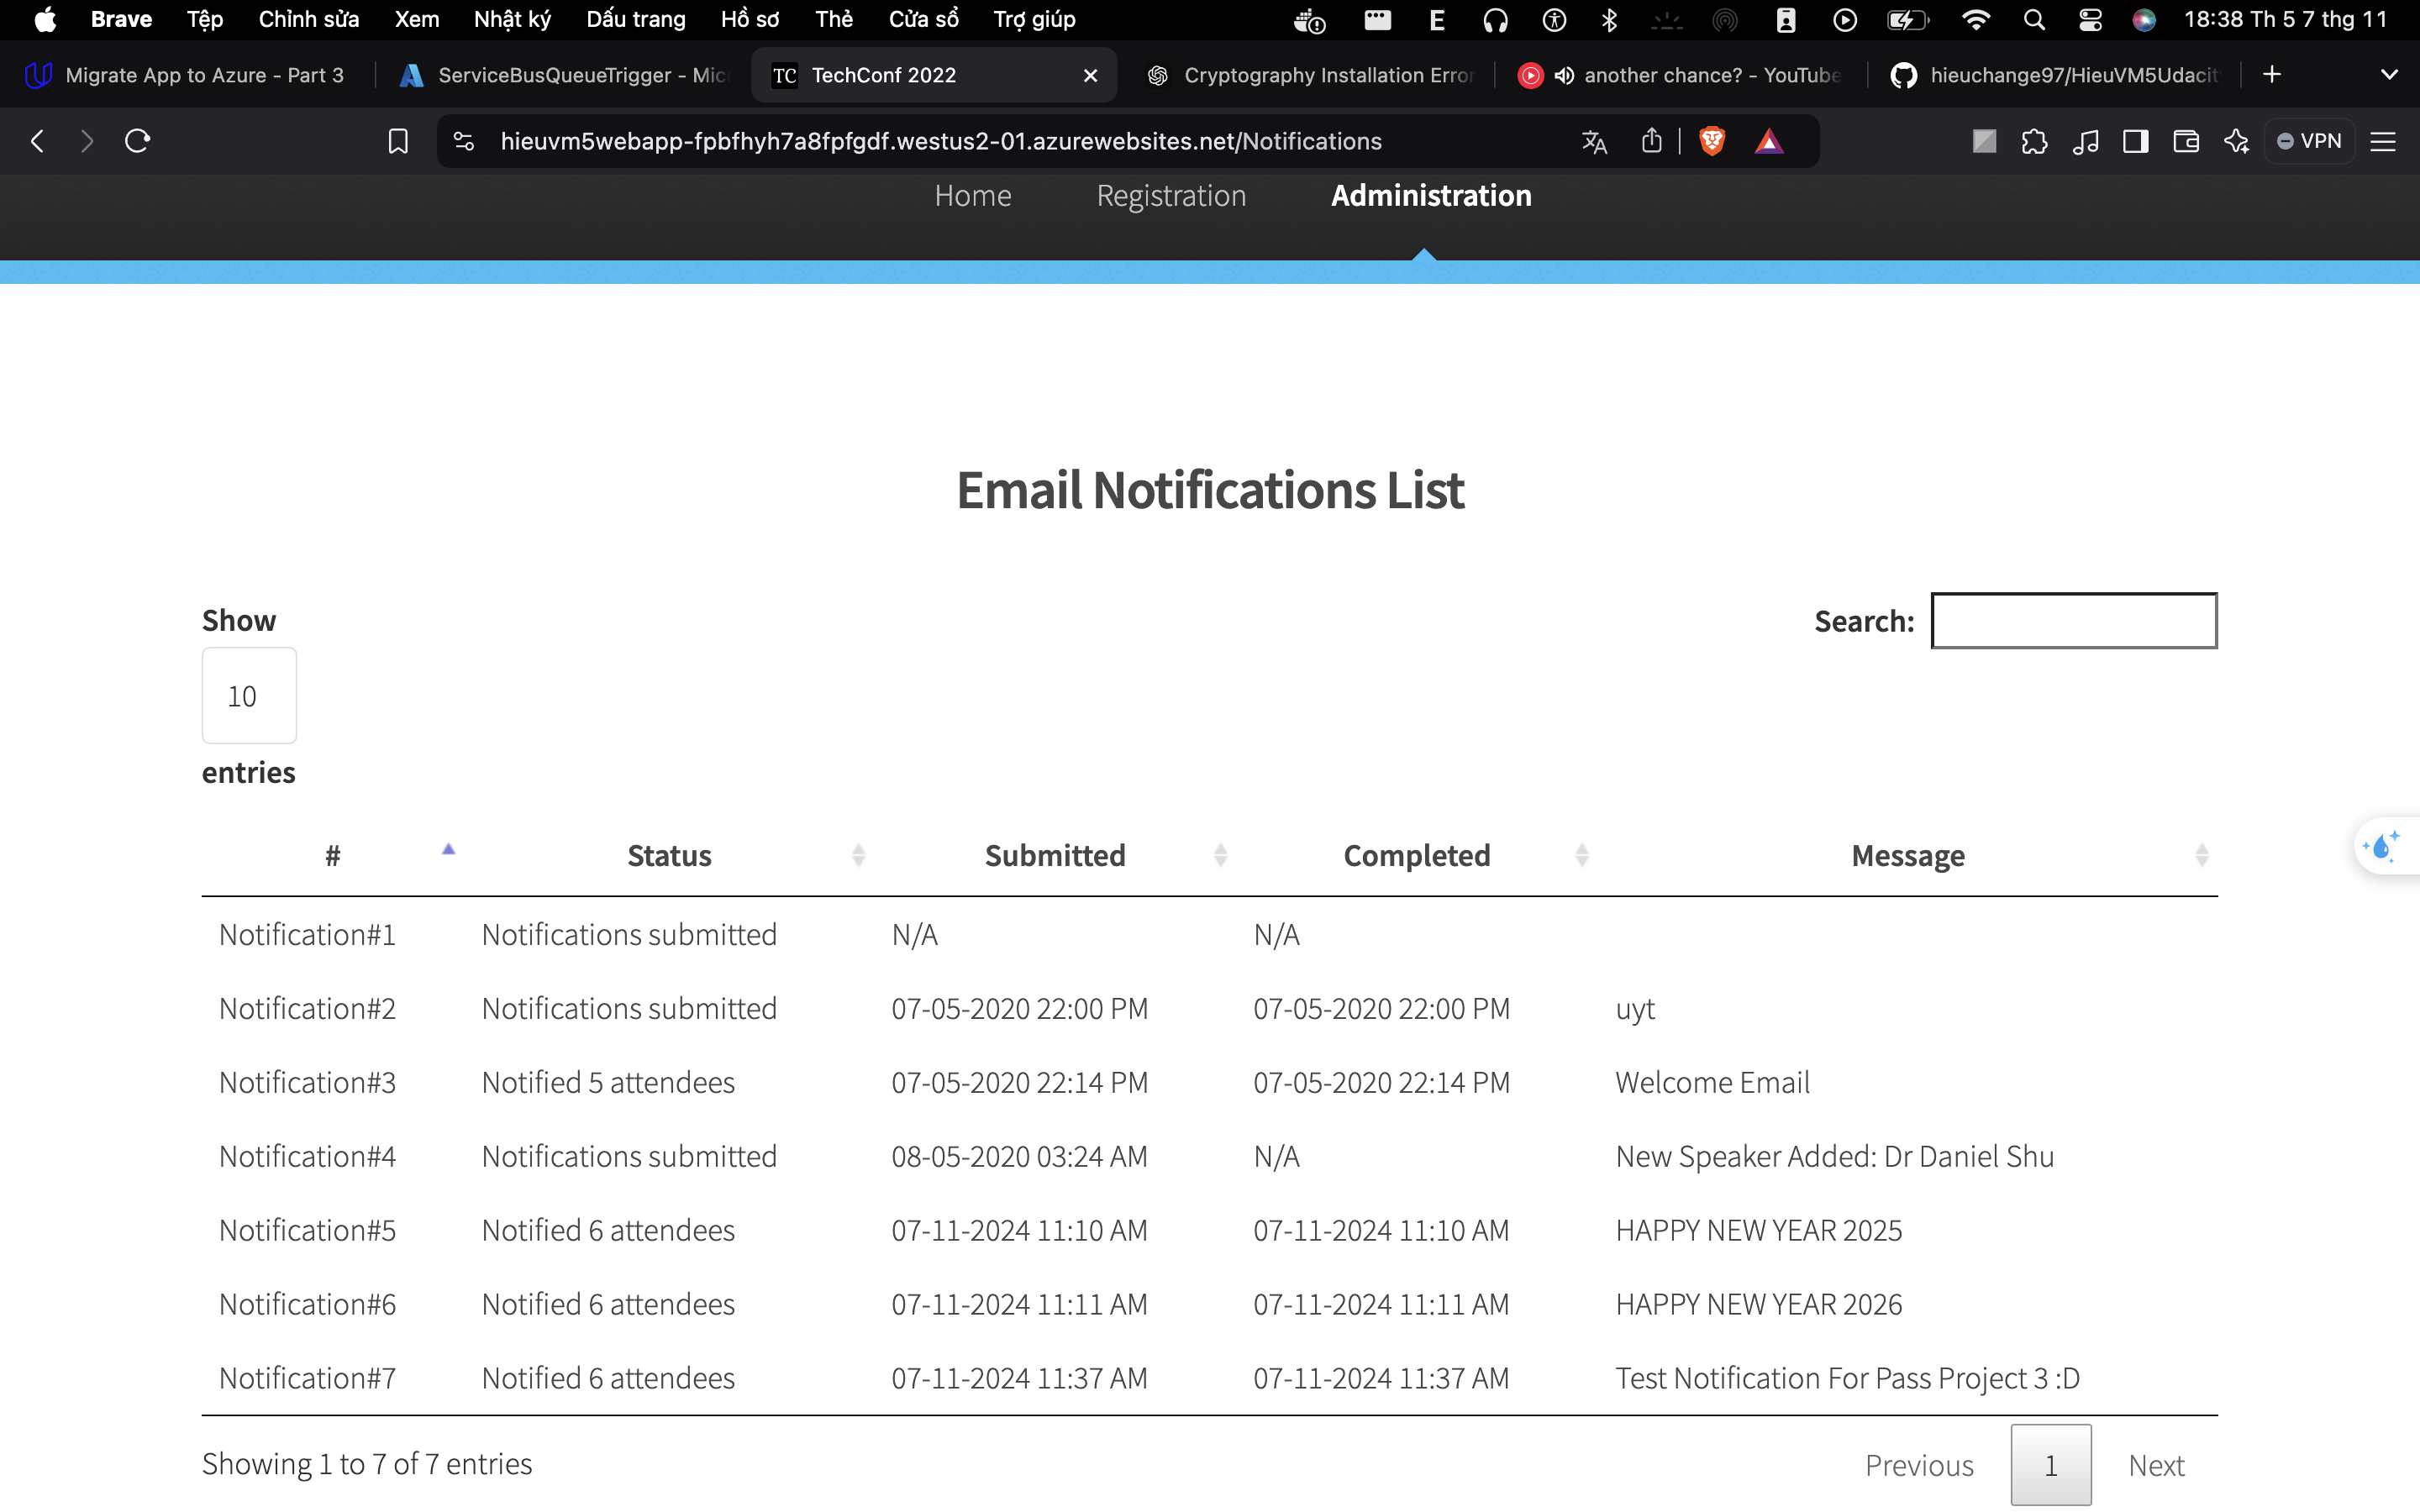 Brave Tệp Chỉnh sửa Xem Nhật ký Dấu trang Hồ sơ Thẻ Cửa sổ Trợ giúp E 18:38 Th 5 7 thg 11
Migrate App to Azure - Part 3 ServiceBusQueueTrigger - Mic TC TechConf 2022 Cryptography Installation Error another chance? - YouTube hieuchange97/HieuVM5Udacit
hieuvm5webapp-fpbfhyh7a8fpfgdf.westus2-01.azurewebsites.net/Notifications VPN
Home Registration Administration
Email Notifications List
Show
10
entries
Search:
# Status Submitted Completed Message
Notification#1 Notifications submitted N/A N/A
Notification#2 Notifications submitted 07-05-2020 22:00 PM 07-05-2020 22:00 PM uyt
Notification#3 Notified 5 attendees 07-05-2020 22:14 PM 07-05-2020 22:14 PM Welcome Email
Notification#4 Notifications submitted 08-05-2020 03:24 AM N/A New Speaker Added: Dr Daniel Shu
Notification#5 Notified 6 attendees 07-11-2024 11:10 AM 07-11-2024 11:10 AM HAPPY NEW YEAR 2025
Notification#6 Notified 6 attendees 07-11-2024 11:11 AM 07-11-2024 11:11 AM HAPPY NEW YEAR 2026
Notification#7 Notified 6 attendees 07-11-2024 11:37 AM 07-11-2024 11:37 AM Test Notification For Pass Project 3 :D
Showing 1 to 7 of 7 entries
Previous 1 Next